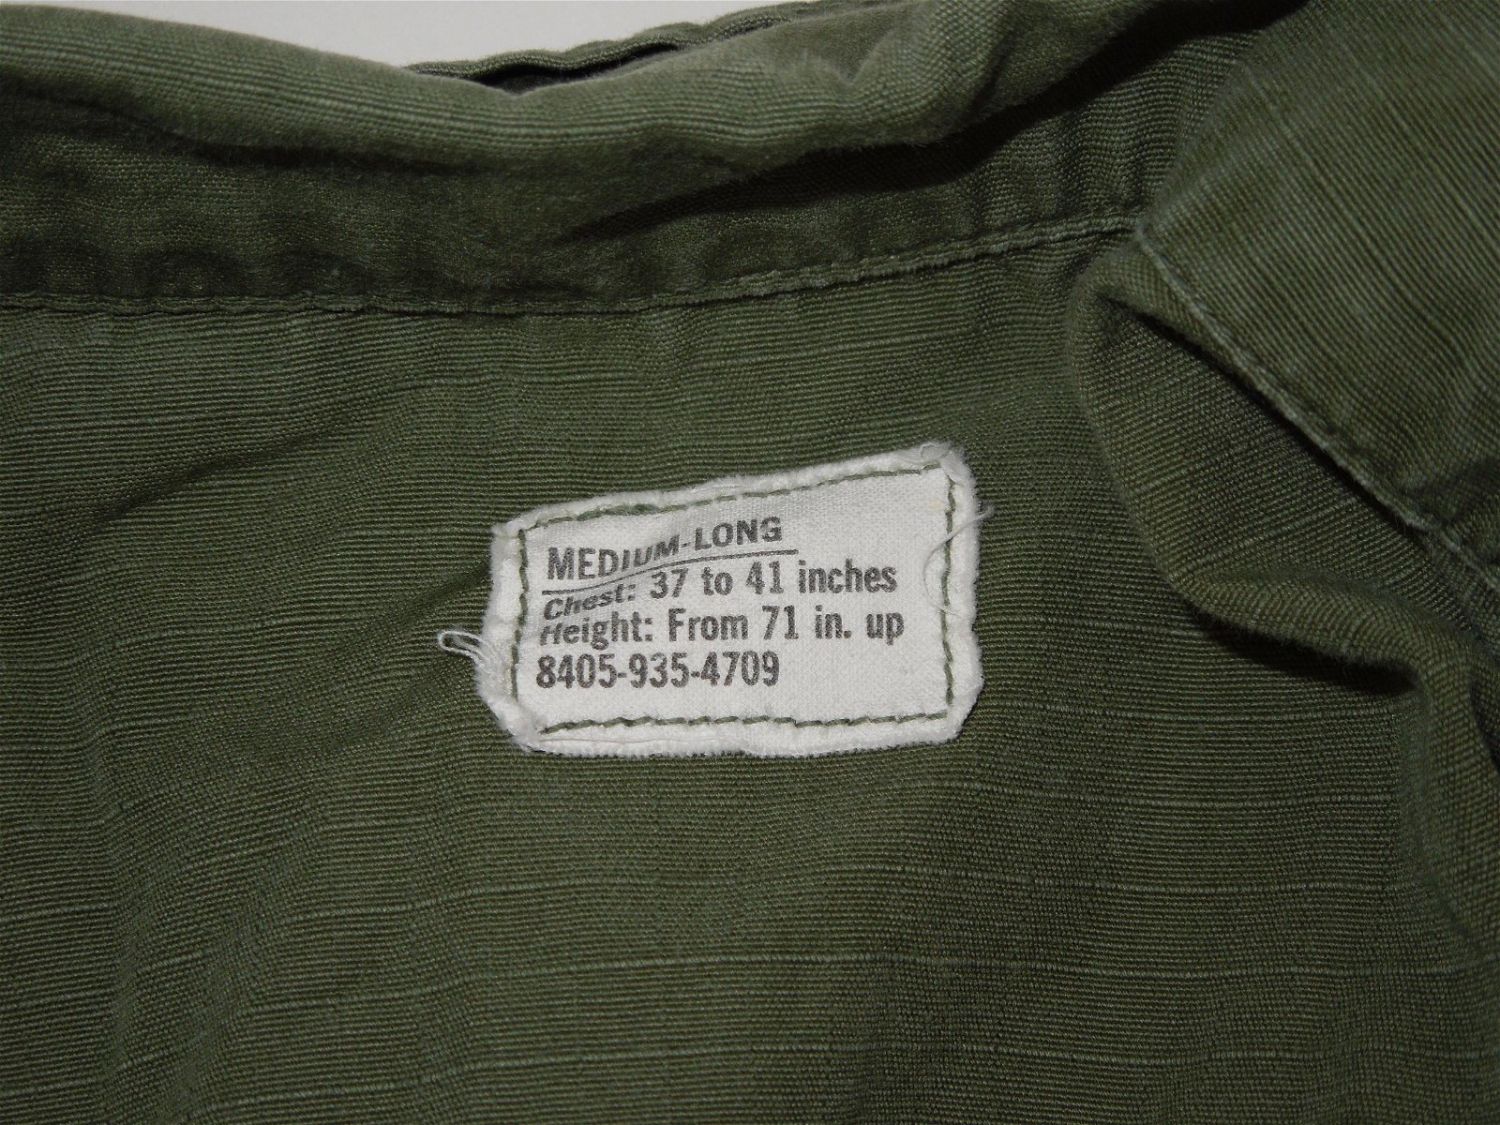 MEDIUM-LONG
Chest: 37 to 41 inches
Height: From 71 in. up
8405-935-4709